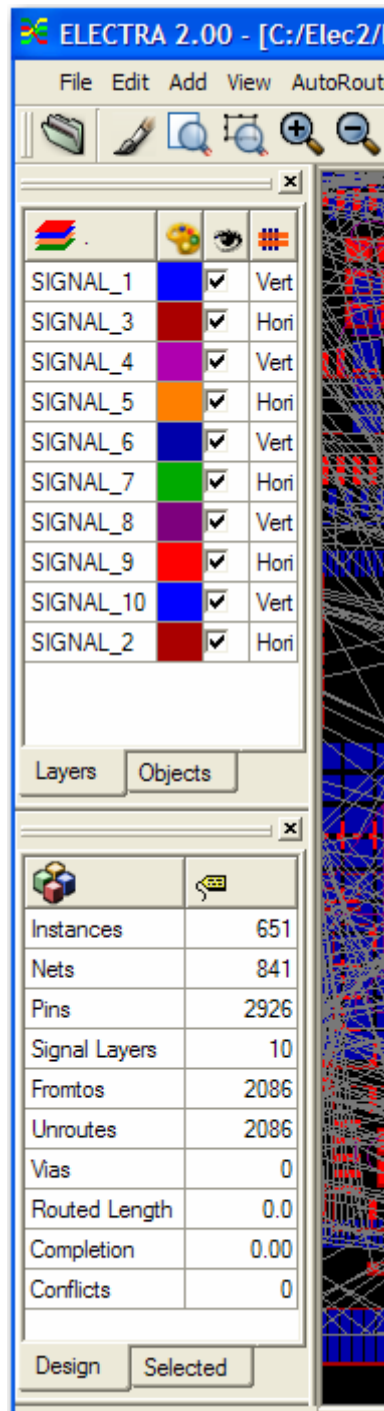 ELECTRA 2.00 - [C:/Elec2/
File Edit Add View AutoRout
SIGNAL_1 Vert
SIGNAL_3 Hori
SIGNAL_4 Vert
SIGNAL_5 Hori
SIGNAL_6 Vert
SIGNAL_7 Hori
SIGNAL_8 Vert
SIGNAL_9 Hori
SIGNAL_10 Vert
SIGNAL_2 Hori
Layers Objects
Instances 651
Nets 841
Pins 2926
Signal Layers 10
Fromtos 2086
Unroutes 2086
Vias 0
Routed Length 0.0
Completion 0.00
Conflicts 0
Design Selected